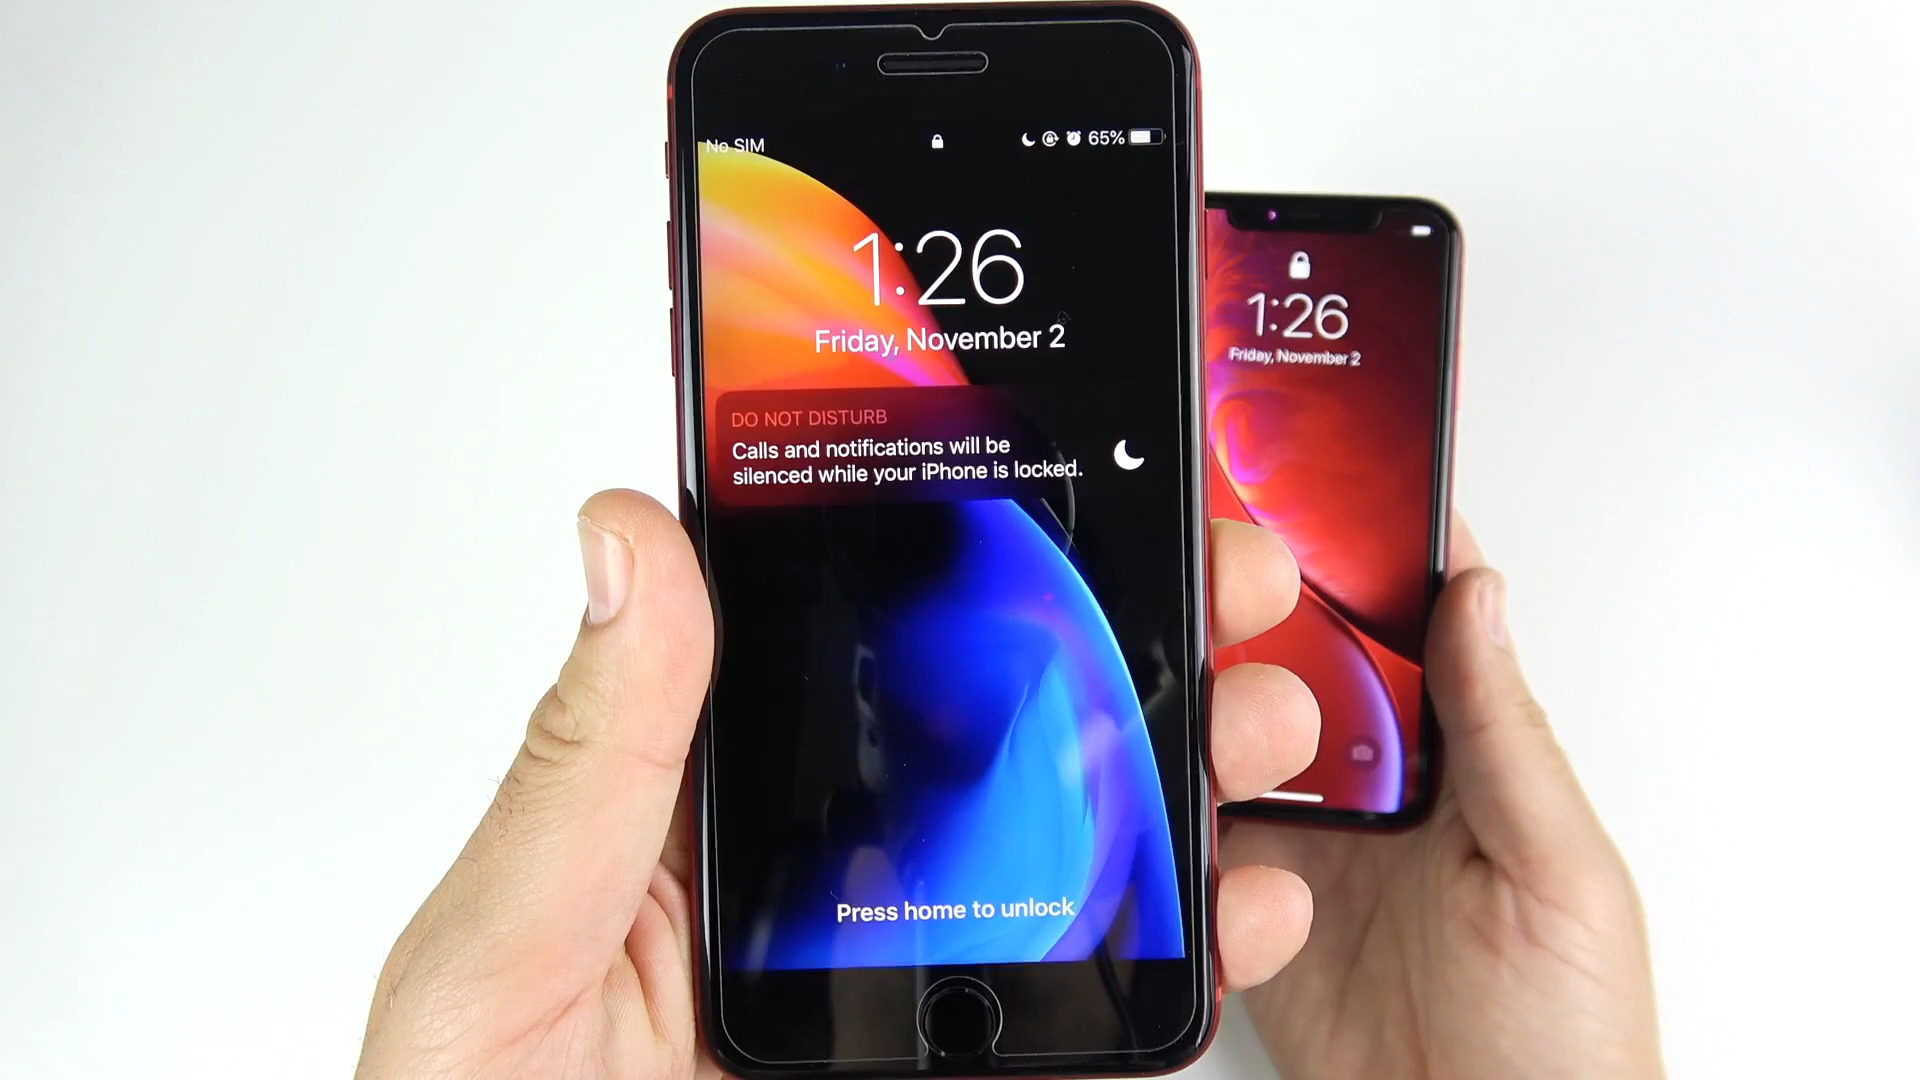 No SIM
65%
1:26
Friday, November 2
DO NOT DISTURB
Calls and notifications will be
silenced while your iPhone is locked.
Press home to unlock
1:26
Friday, November 2